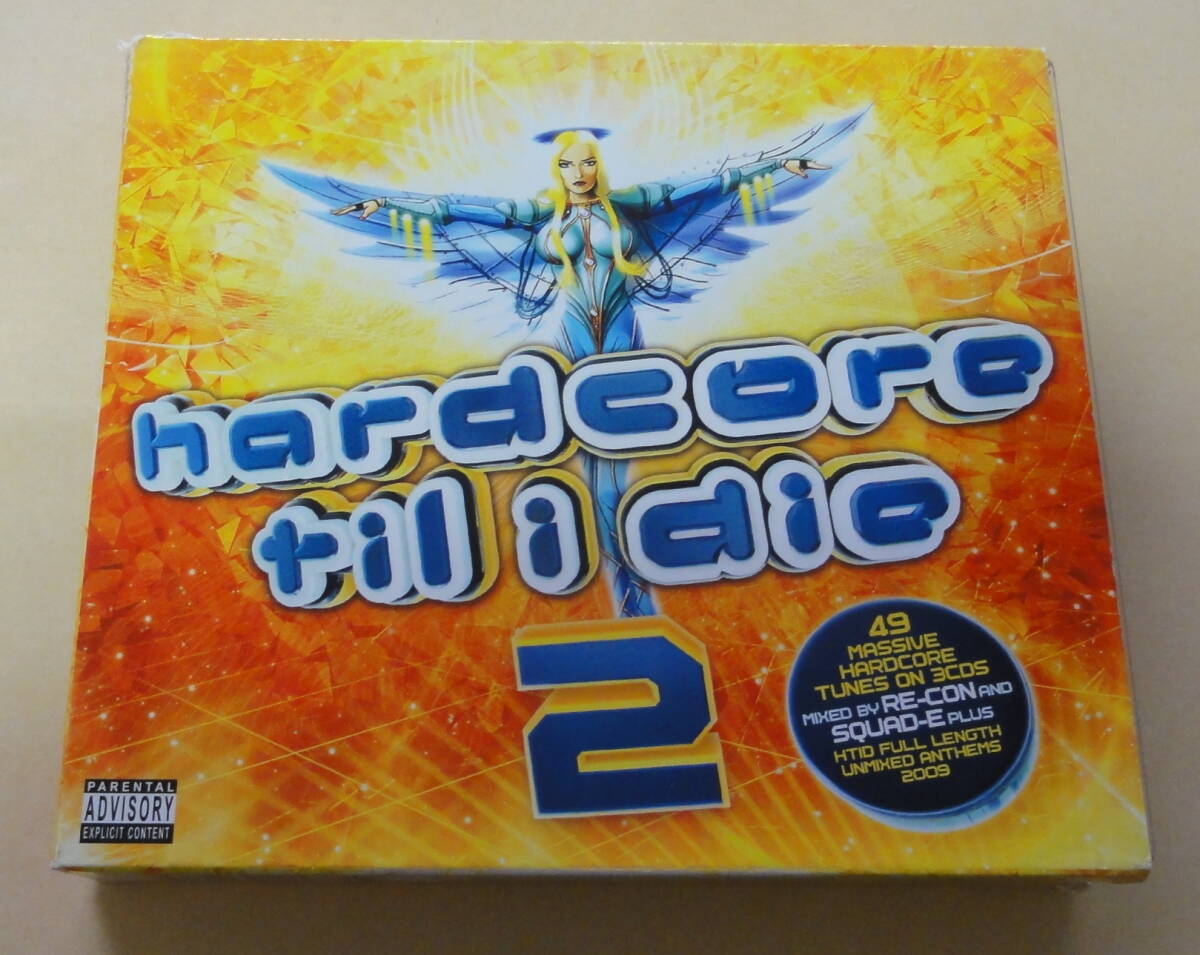 hardcore
til i die
2
49
MASSIVE
HARDCORE
TUNES ON 3CDS
MIXED BY RE-CON AND
SQUAD-E PLUS
HTID FULL LENGTH
UNMIXED ANTHEMS
2009
PARENTAL
ADVISORY
EXPLICIT CONTENT